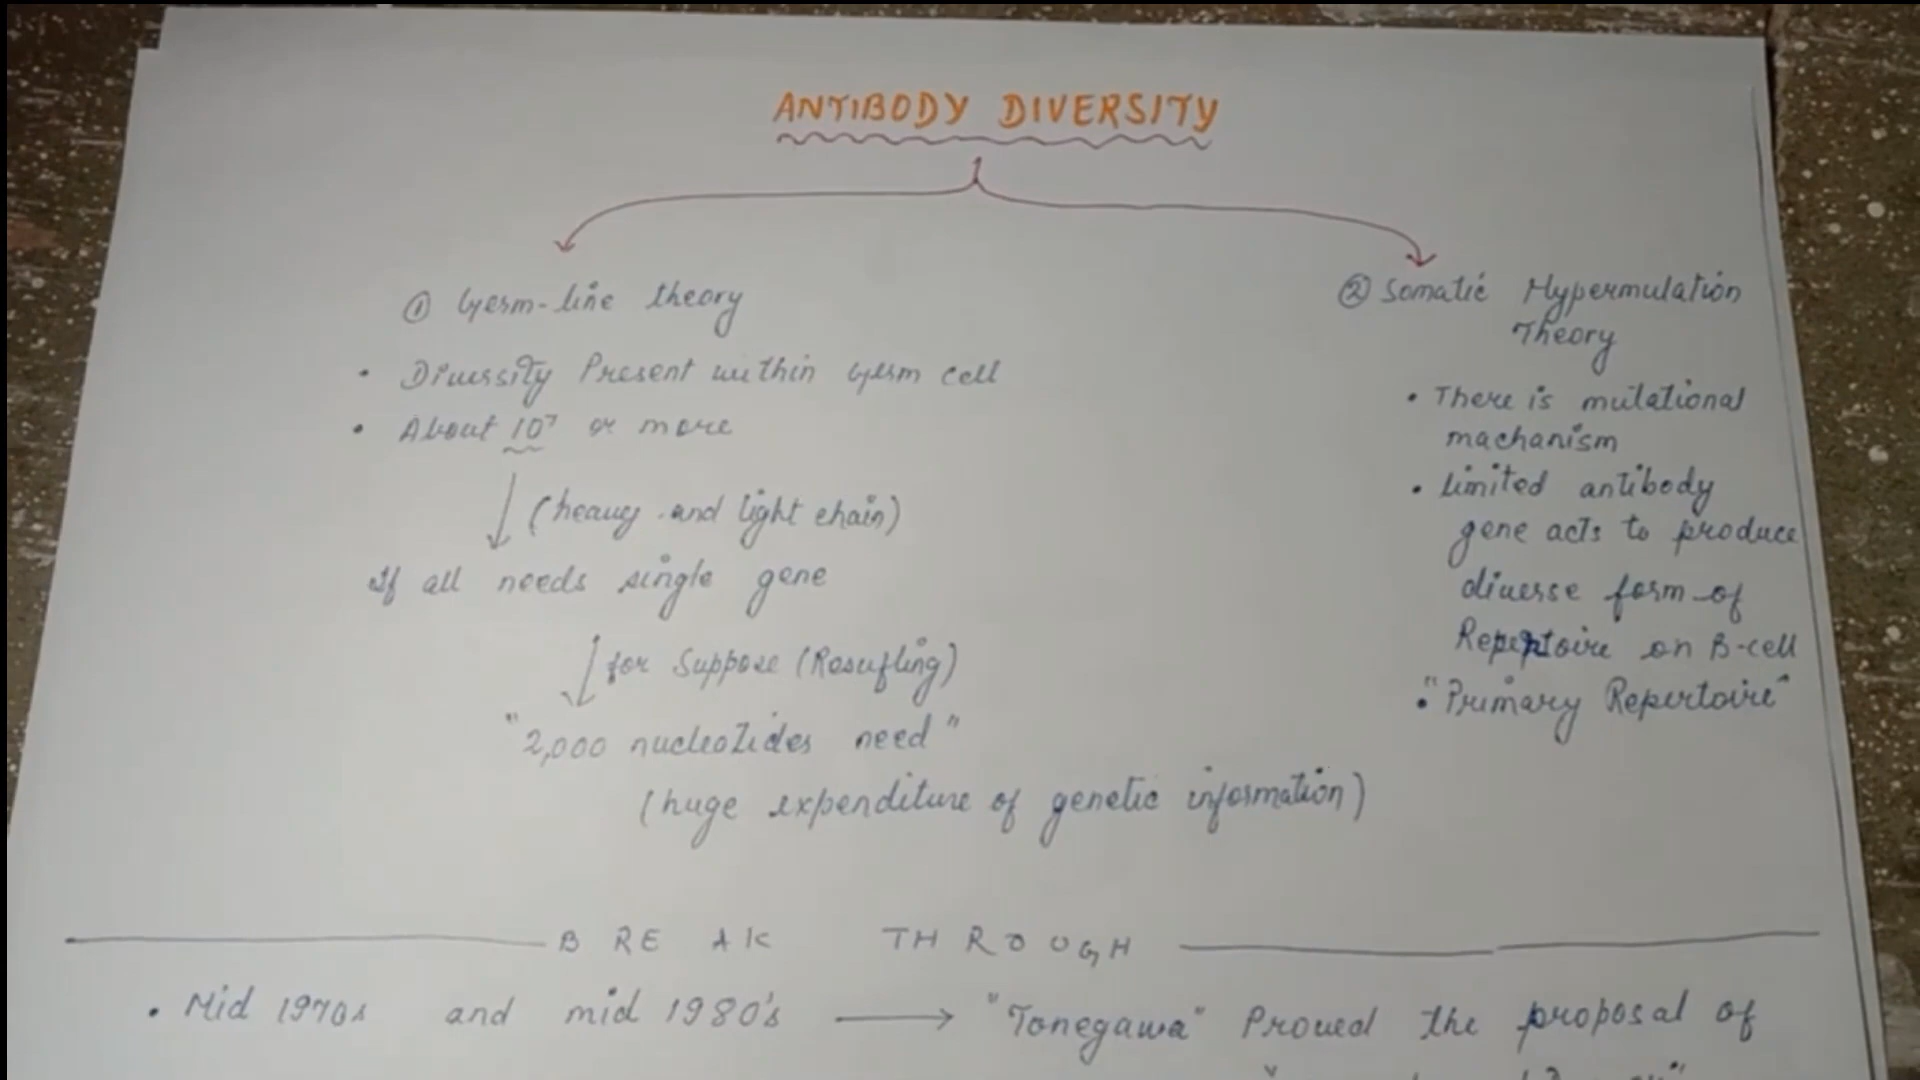 ANTIBODY DIVERSITY
① Germ-line theory
• Diversity Present within Germ cell
• About 10⁷ or more
(heavy and light chain)
If all needs single gene
for Suppose (Resufling)
"2,000 nucleotides need"
(huge expenditure of genetic information)
② Somatic Hypermutation
Theory
• There is mutational
machanism
• Limited antibody
gene acts to produce
diverse form of
Repertoire on B-cell
• "Primary Repertoire"
BREAK THROUGH
• Mid 1970s and mid 1980's → "Tonegawa" Proved the proposal of